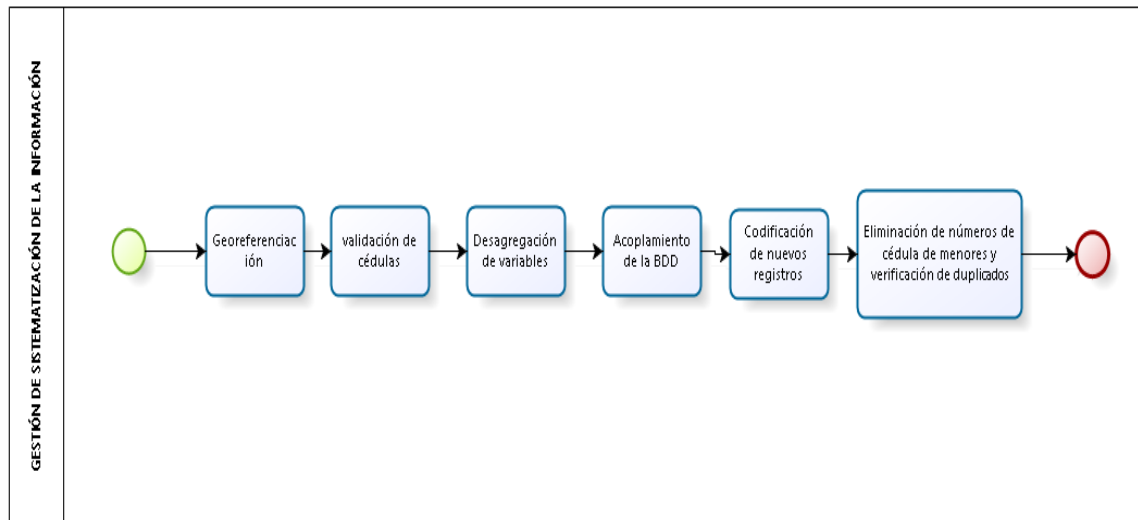 GESTIÓN DE SISTEMATIZACIÓN DE LA INFORMACIÓN
Georeferenciac
ión
validación de
cédulas
Desagregación
de variables
Acoplamiento
de la BDD
Codificación
de nuevos
registros
Eliminación de números de
cédula de menores y
verificación de duplicados